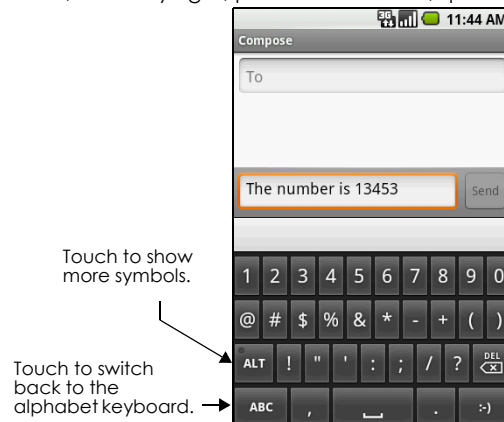 3G 11:44 AM
Compose
To
The number is 13453
Send
Touch to show
more symbols.
1 2 3 4 5 6 7 8 9 0
@ # $ % & * - + ( )
ALT ! " ' : ; / ? DEL
Touch to switch
back to the
alphabet keyboard.
ABC , . :-)